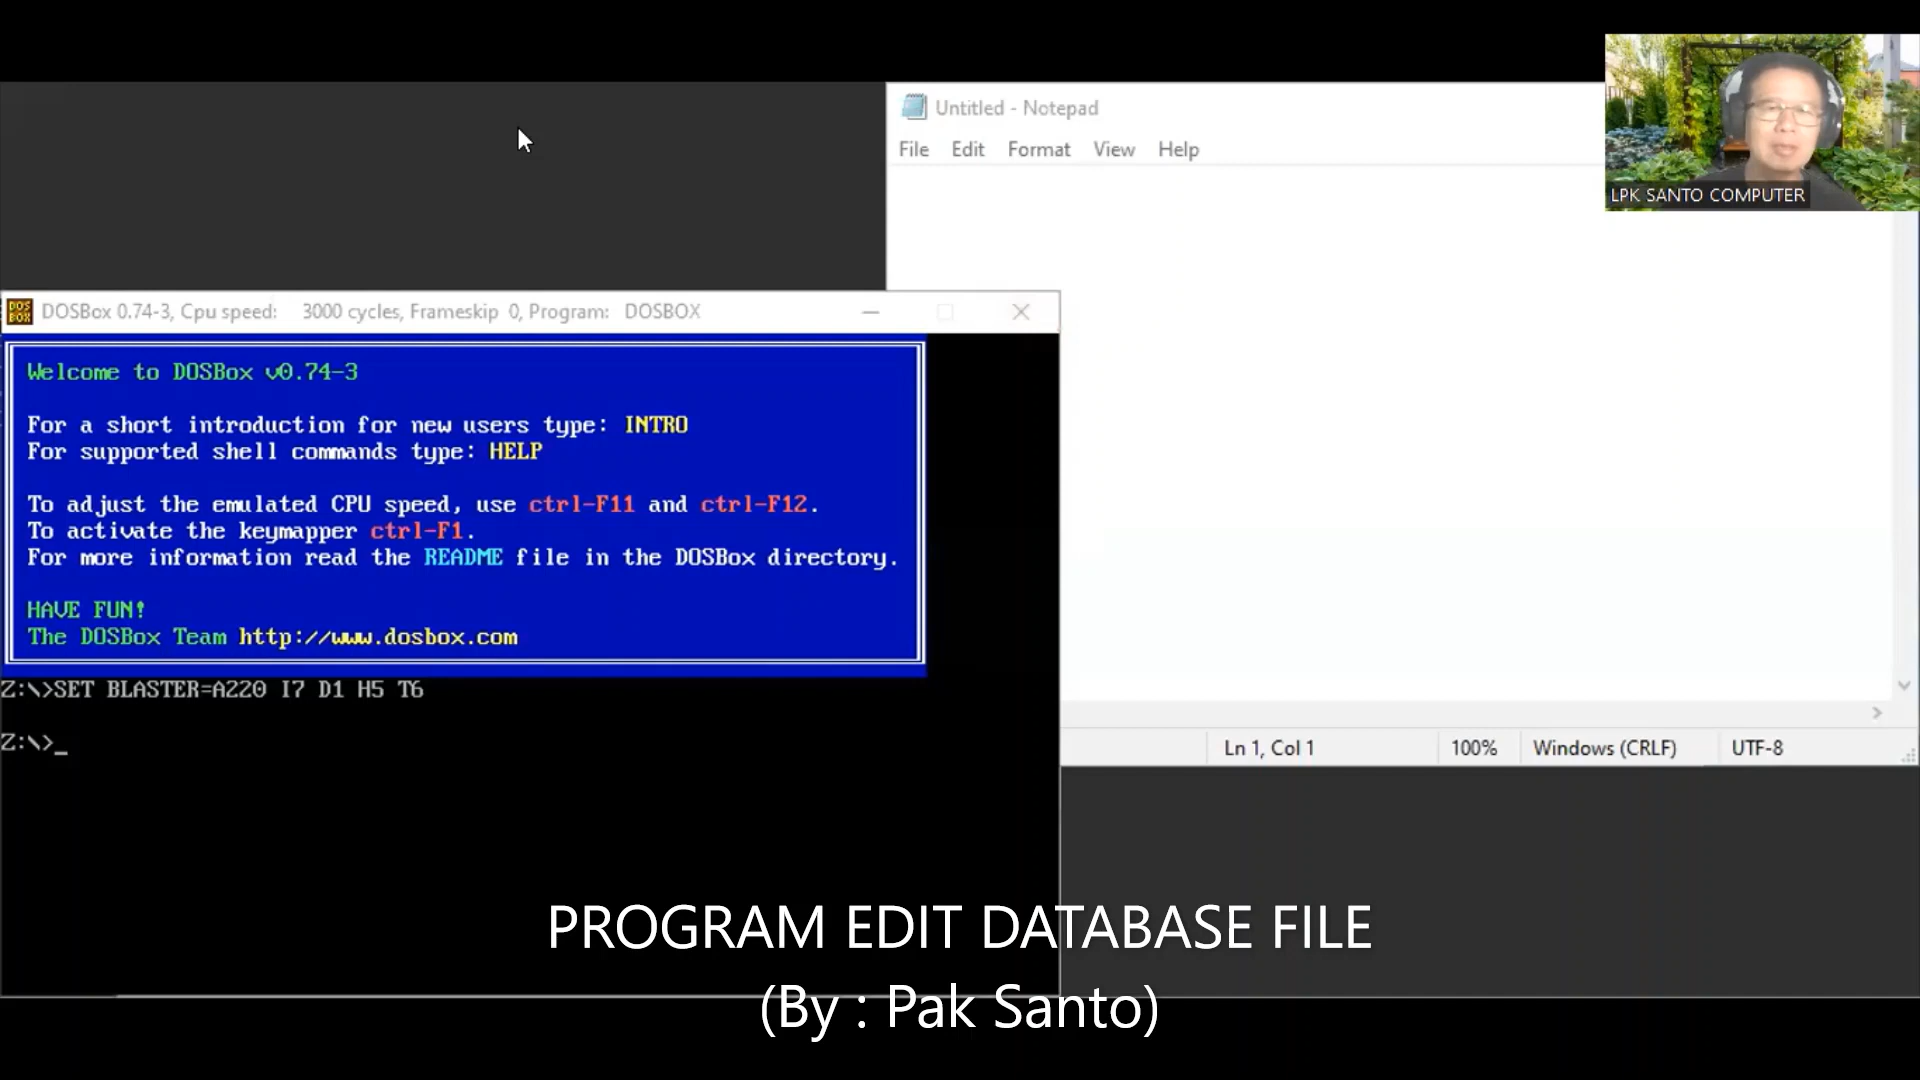 Untitled - Notepad
File Edit Format View Help
LPK SANTO COMPUTER
DOSBox 0.74-3, Cpu speed: 3000 cycles, Frameskip 0, Program: DOSBOX
Welcome to DOSBox v0.74-3
For a short introduction for new users type: INTRO
For supported shell commands type: HELP
To adjust the emulated CPU speed, use ctrl-F11 and ctrl-F12.
To activate the keymapper ctrl-F1.
For more information read the README file in the DOSBox directory.
HAVE FUN!
The DOSBox Team http://www.dosbox.com
Z:\>SET BLASTER=A220 I7 D1 H5 T6
Z:\>_
Ln 1, Col 1 100% Windows (CRLF) UTF-8
PROGRAM EDIT DATABASE FILE
(By : Pak Santo)